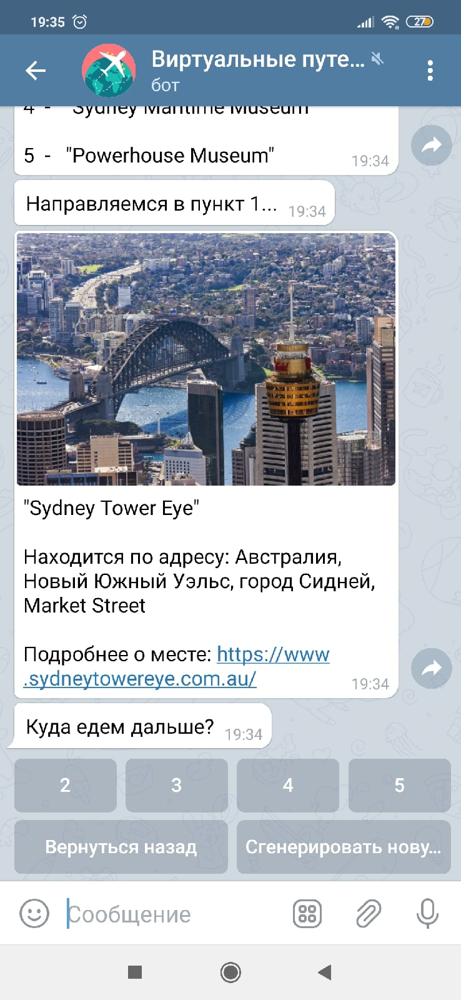 19:35
27
Виртуальные путе...
бот
4 - "Sydney Maritime Museum"
5 - "Powerhouse Museum"
19:34
Направляемся в пункт 1...
19:34
"Sydney Tower Eye"
Находится по адресу: Австралия,
Новый Южный Уэльс, город Сидней,
Market Street
Подробнее о месте: https://www
.sydneytowereye.com.au/
19:34
Куда едем дальше?
19:34
2
3
4
5
Вернуться назад
Сгенерировать нову...
Сообщение